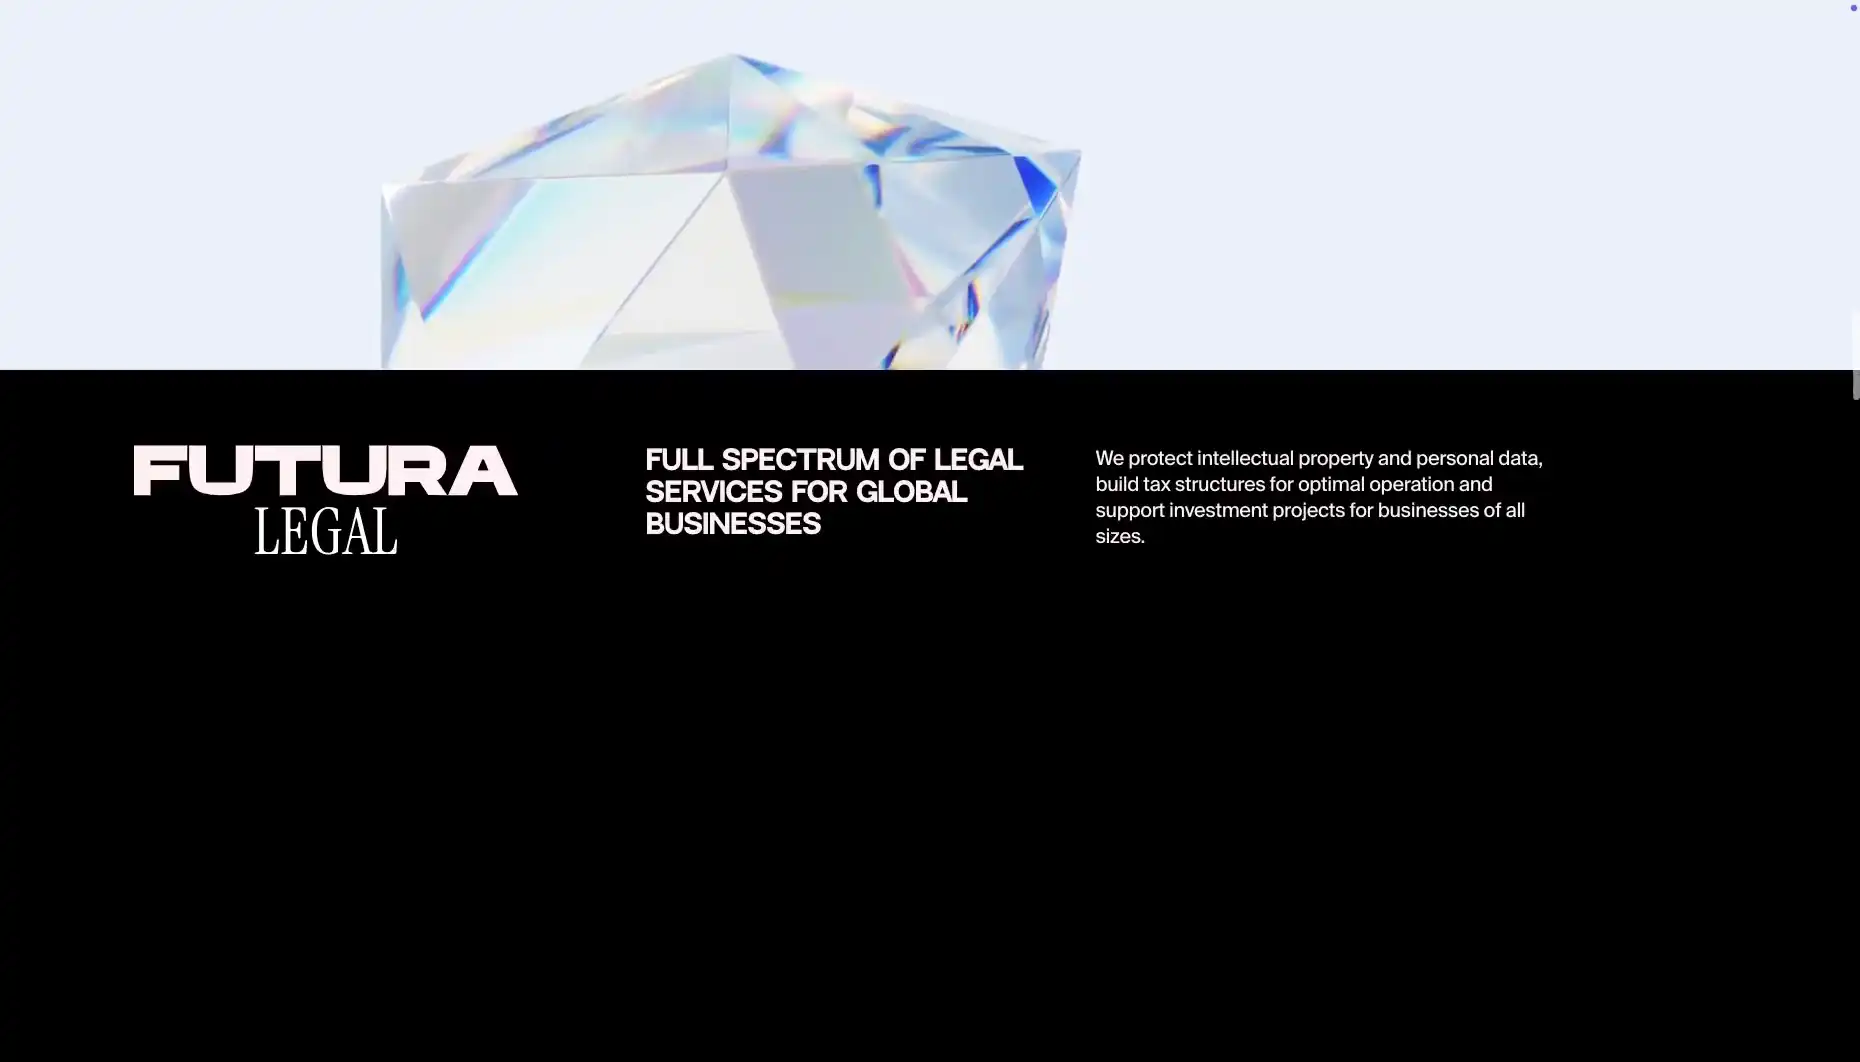 FUTURA
LEGAL
FULL SPECTRUM OF LEGAL
SERVICES FOR GLOBAL
BUSINESSES
We protect intellectual property and personal data,
build tax structures for optimal operation and
support investment projects for businesses of all
sizes.